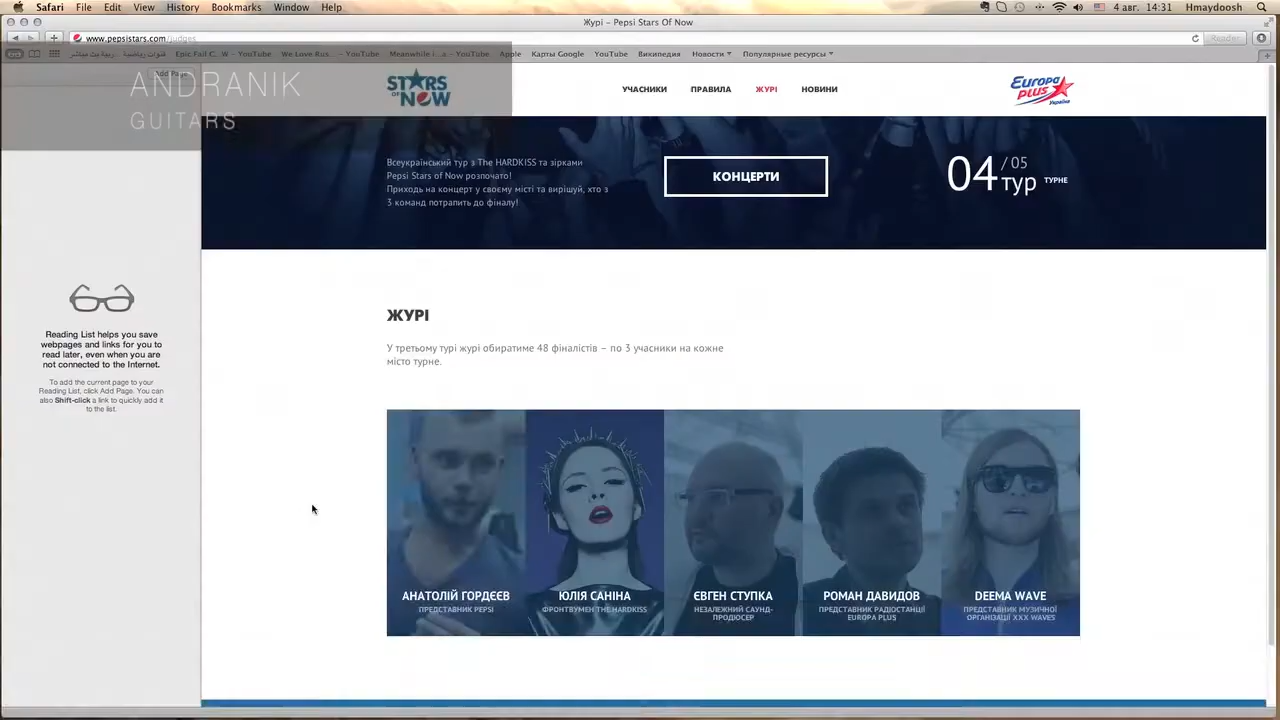 Safari File Edit View History Bookmarks Window Help
4 авг. 14:31 Hmaydoosh
Журі – Pepsi Stars Of Now
www.pepsistars.com/judges
Reader
YouTube We Love Rus... – YouTube Meanwhile i...a – YouTube Apple Карты Google YouTube Википедия Новости Популярные ресурсы
Add Page
ANDRANIK
GUITARS
STARS
OF NOW
УЧАСНИКИ ПРАВИЛА ЖУРІ НОВИНИ
Europa
plus
Україна
Всеукраїнський тур з The HARDKISS та зірками
Pepsi Stars of Now розпочато!
Приходь на концерт у своєму місті та вирішуй, хто з
3 команд потрапить до фіналу!
КОНЦЕРТИ
04 / 05
тур ТУРНЕ
Reading List helps you save
webpages and links for you to
read later, even when you are
not connected to the Internet.
To add the current page to your
Reading List, click Add Page. You can
also Shift-click a link to quickly add it
to the list.
ЖУРІ
У третьому турі журі обиратиме 48 фіналістів – по 3 учасники на кожне
місто турне.
АНАТОЛІЙ ГОРДЄЄВ
ПРЕДСТАВНИК PEPSI
ЮЛІЯ САНІНА
ФРОНТВУМЕН THE HARDKISS
ЄВГЕН СТУПКА
НЕЗАЛЕЖНИЙ САУНД-
ПРОДЮСЕР
РОМАН ДАВИДОВ
ПРЕДСТАВНИК РАДІОСТАНЦІЇ
EUROPA PLUS
DEEMA WAVE
ПРЕДСТАВНИК МУЗИЧНОЇ
ОРГАНІЗАЦІЇ XXX WAVES